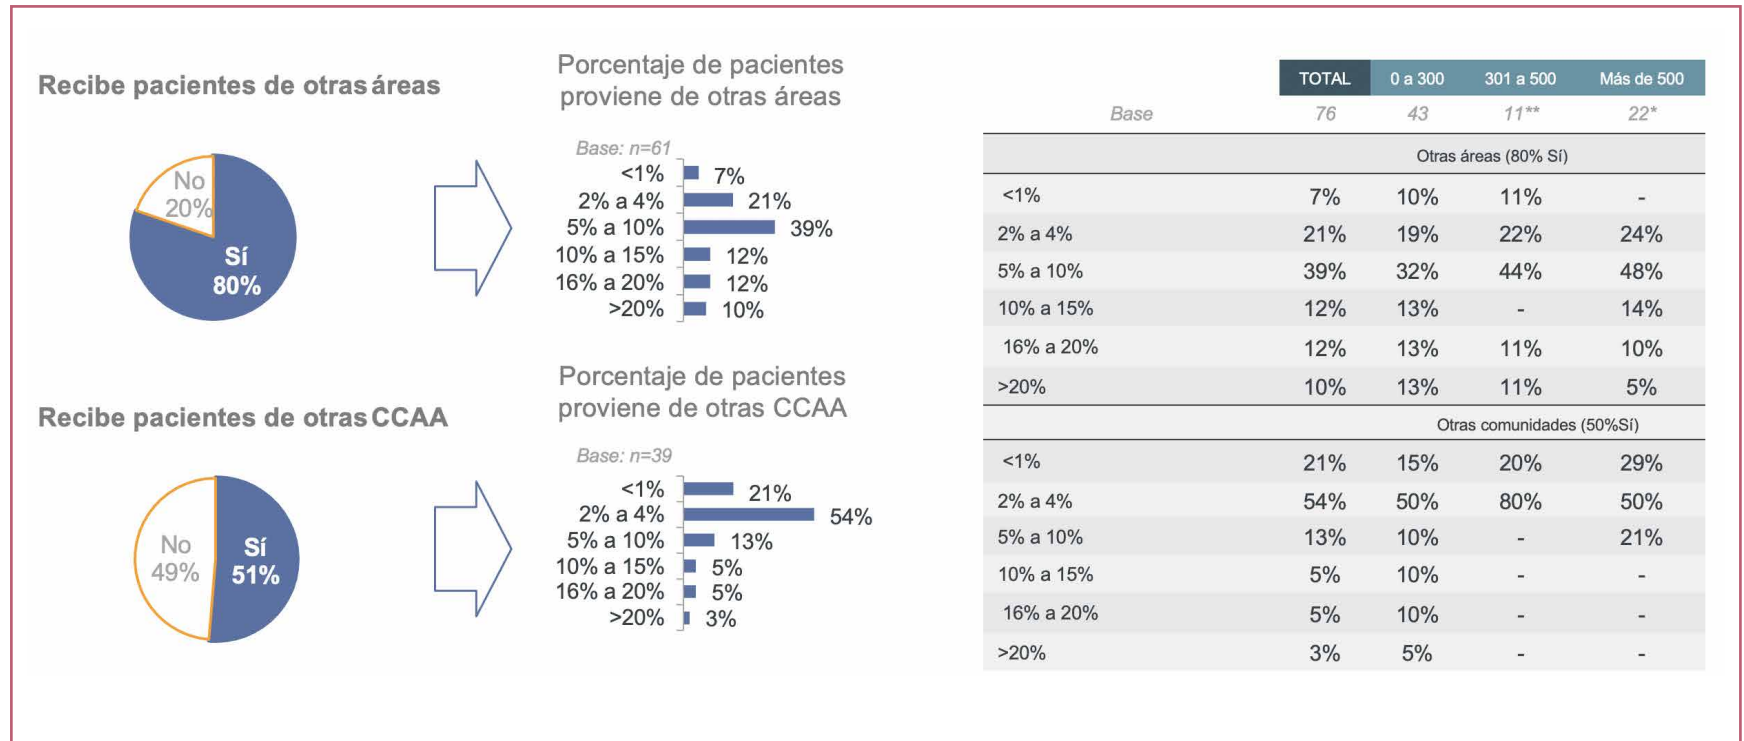 Recibe pacientes de otras áreas
No
20%
Sí
80%
Porcentaje de pacientes
proviene de otras áreas
Base: n=61
<1% 7%
2% a 4% 21%
5% a 10% 39%
10% a 15% 12%
16% a 20% 12%
>20% 10%
Recibe pacientes de otras CCAA
No
49%
Sí
51%
Porcentaje de pacientes
proviene de otras CCAA
Base: n=39
<1% 21%
2% a 4% 54%
5% a 10% 13%
10% a 15% 5%
16% a 20% 5%
>20% 3%
TOTAL 0 a 300 301 a 500 Más de 500
Base 76 43 11** 22*
Otras áreas (80% Sí)
<1% 7% 10% 11% -
2% a 4% 21% 19% 22% 24%
5% a 10% 39% 32% 44% 48%
10% a 15% 12% 13% - 14%
16% a 20% 12% 13% 11% 10%
>20% 10% 13% 11% 5%
Otras comunidades (50%Sí)
<1% 21% 15% 20% 29%
2% a 4% 54% 50% 80% 50%
5% a 10% 13% 10% - 21%
10% a 15% 5% 10% - -
16% a 20% 5% 10% - -
>20% 3% 5% - -